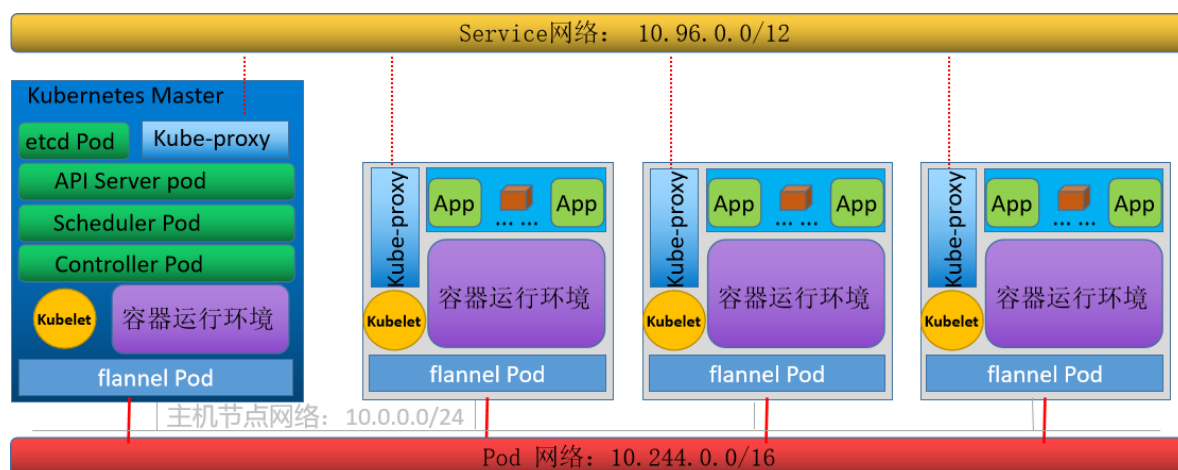 Service网络： 10.96.0.0/12
Kubernetes Master
etcd Pod
Kube-proxy
API Server pod
Scheduler Pod
Controller Pod
Kubelet
容器运行环境
flannel Pod
Kube-proxy
App
... ...
App
容器运行环境
Kubelet
flannel Pod
Kube-proxy
App
... ...
App
容器运行环境
Kubelet
flannel Pod
Kube-proxy
App
... ...
App
容器运行环境
Kubelet
flannel Pod
主机节点网络：10.0.0.0/24
Pod 网络：10.244.0.0/16